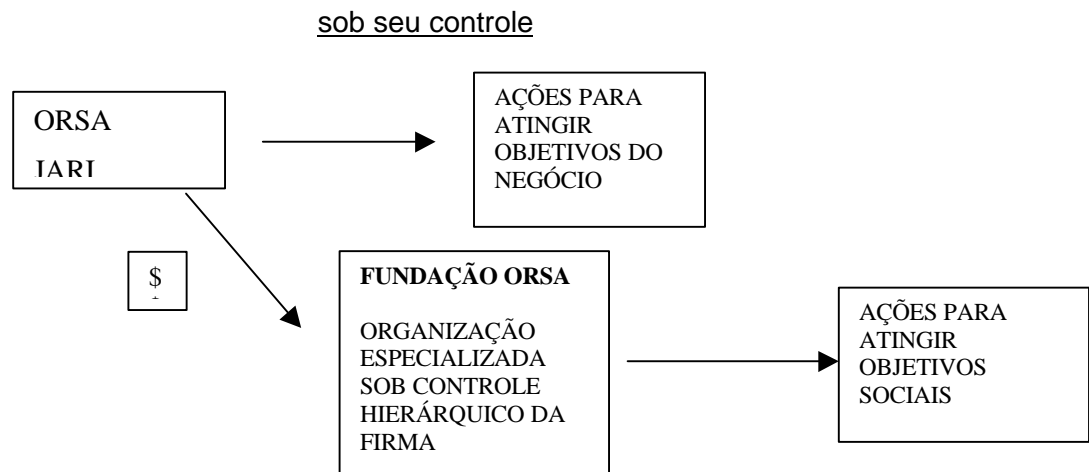 sob seu controle
ORSA
JARI
AÇÕES PARA
ATINGIR
OBJETIVOS DO
NEGÓCIO
$
FUNDAÇÃO ORSA
ORGANIZAÇÃO
ESPECIALIZADA
SOB CONTROLE
HIERÁRQUICO DA
FIRMA
AÇÕES PARA
ATINGIR
OBJETIVOS
SOCIAIS